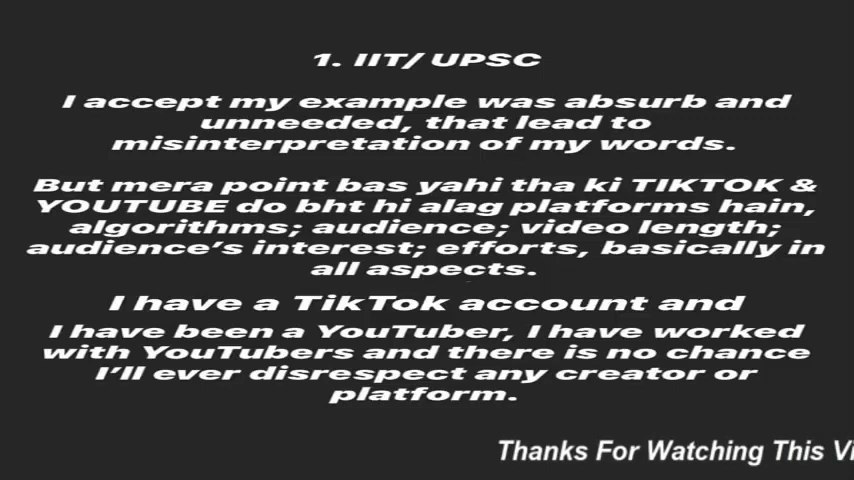 1. IIT/ UPSC
I accept my example was absurb and
unneeded, that lead to
misinterpretation of my words.
But mera point bas yahi tha ki TIKTOK &
YOUTUBE do bht hi alag platforms hain,
algorithms; audience; video length;
audience's interest; efforts, basically in
all aspects.
I have a TikTok account and
I have been a YouTuber, I have worked
with YouTubers and there is no chance
I'll ever disrespect any creator or
platform.
Thanks For Watching This Vi